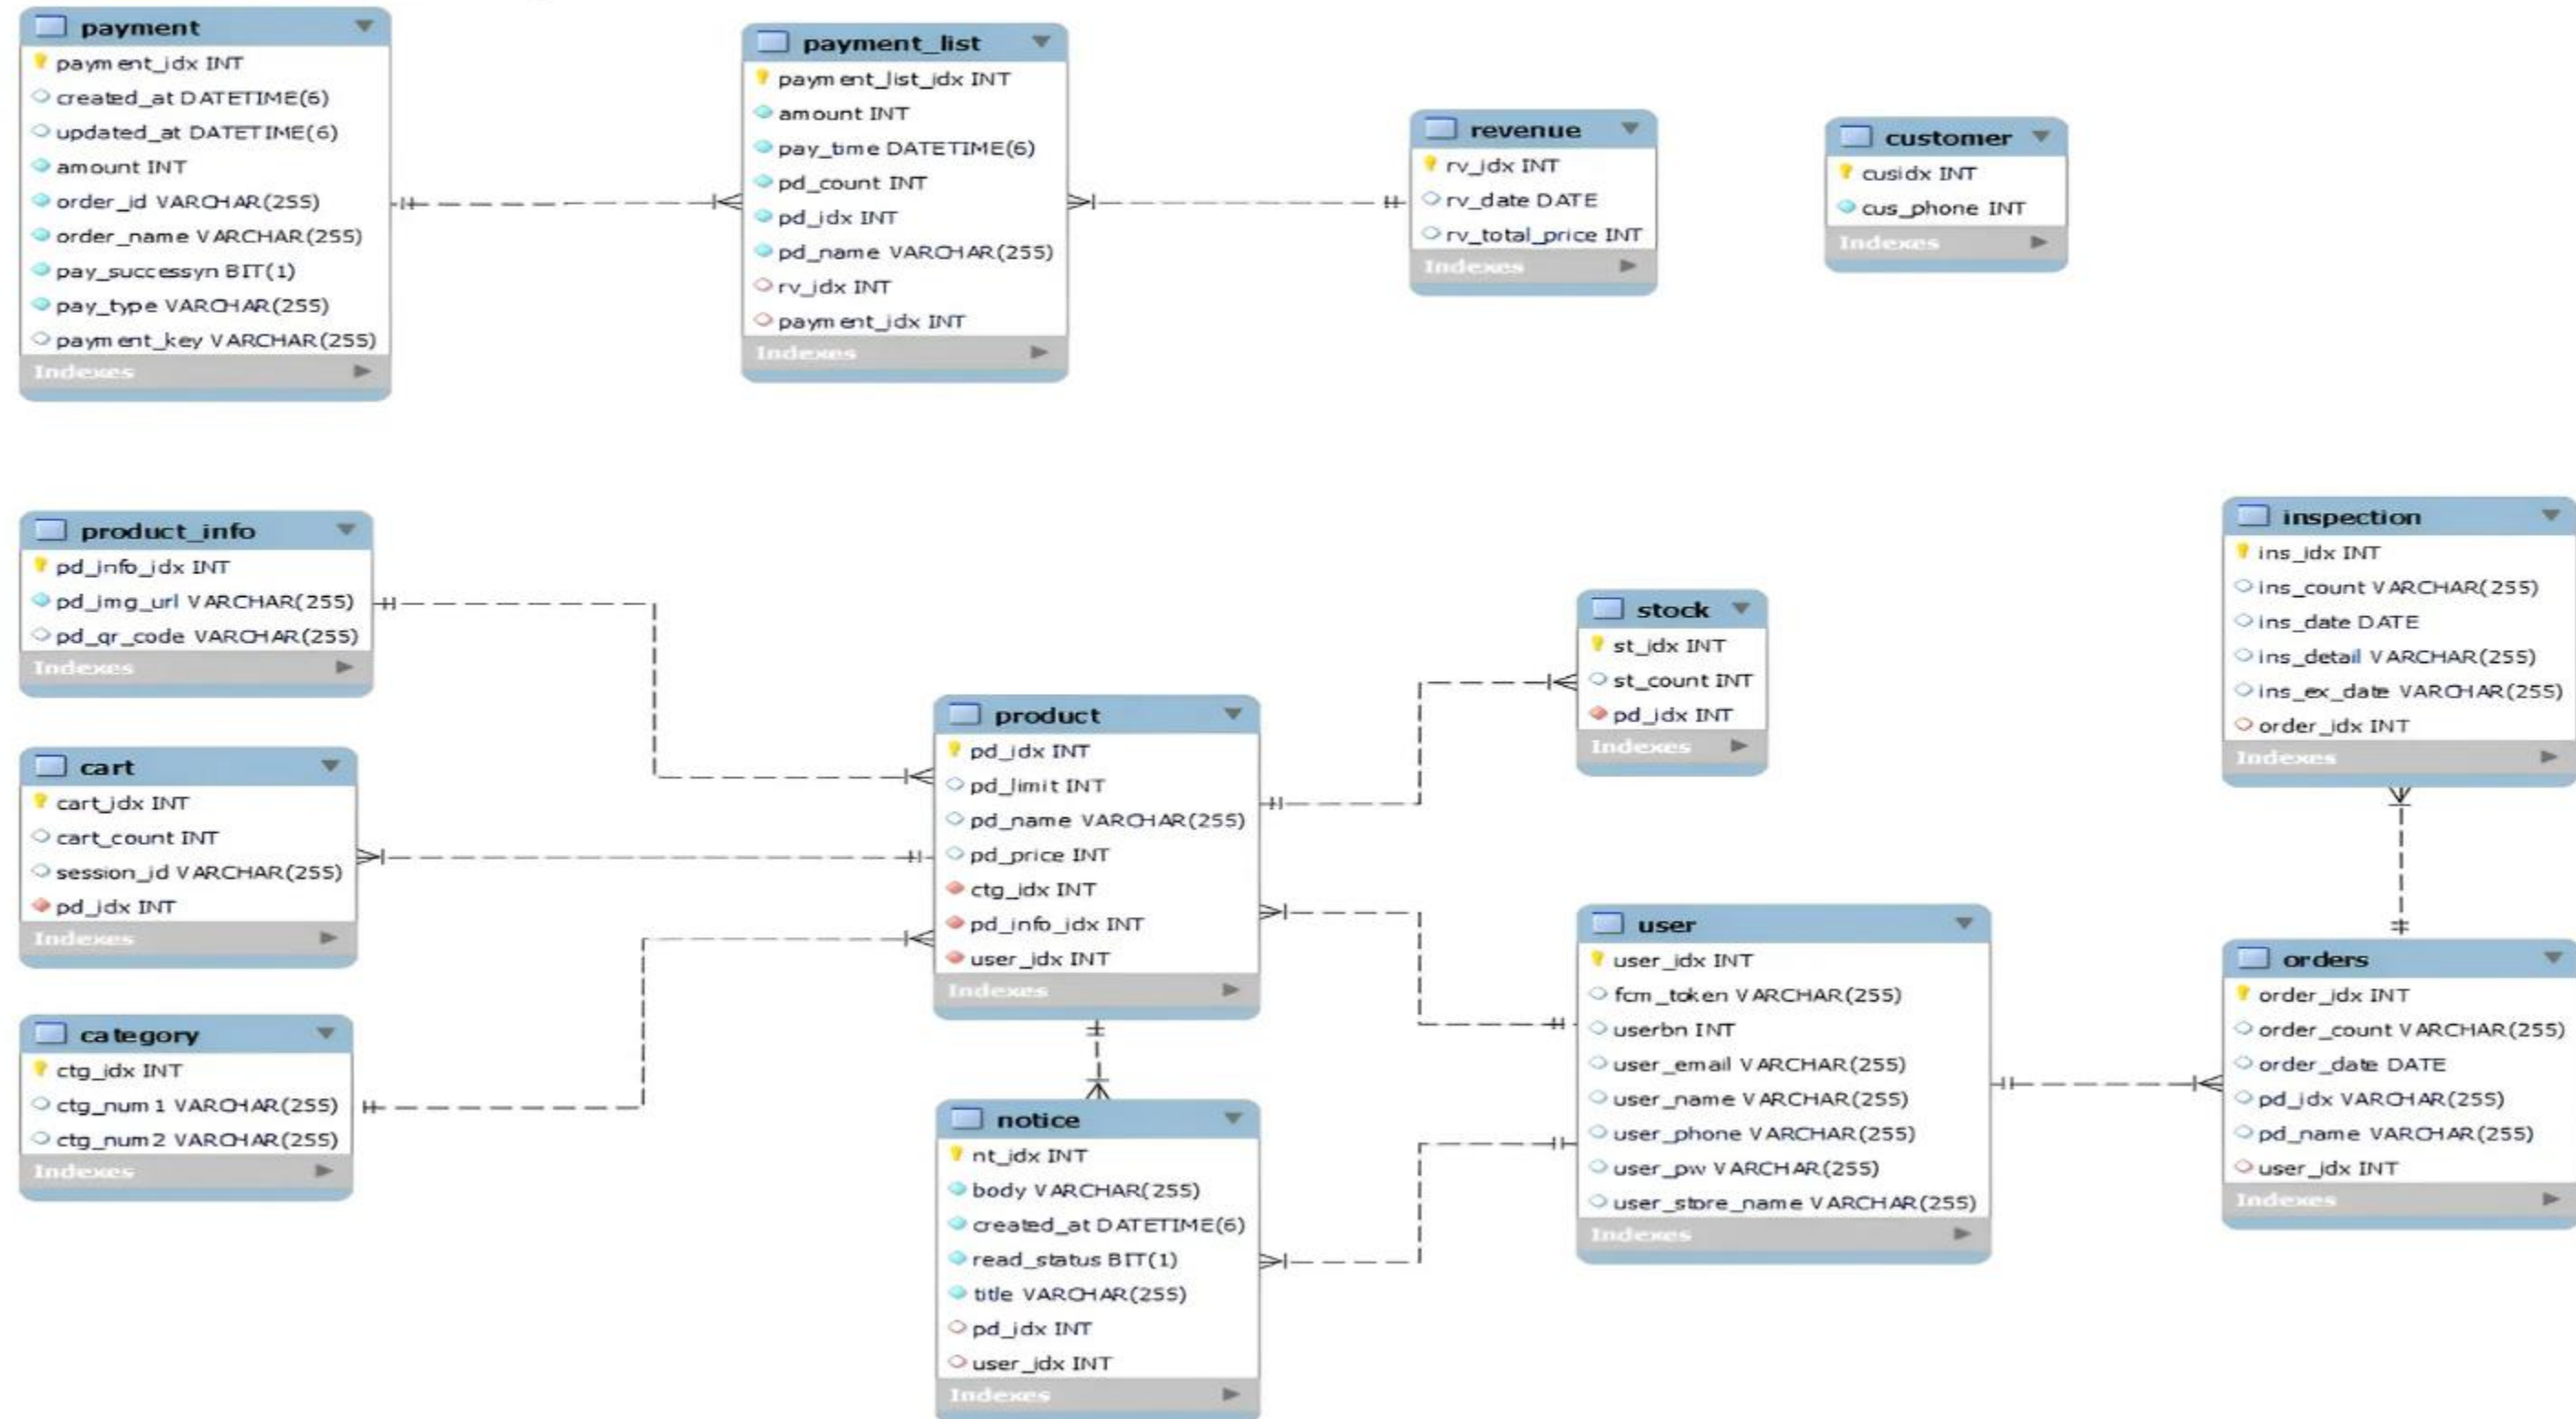 payment
payment_idx INT
created_at DATETIME(6)
updated_at DATETIME(6)
amount INT
order_id VARCHAR(255)
order_name VARCHAR(255)
pay_successyn BIT(1)
pay_type VARCHAR(255)
payment_key VARCHAR(255)
Indexes
payment_list
payment_list_idx INT
amount INT
pay_time DATETIME(6)
pd_count INT
pd_idx INT
pd_name VARCHAR(255)
rv_idx INT
payment_idx INT
Indexes
revenue
rv_idx INT
rv_date DATE
rv_total_price INT
Indexes
customer
cusidx INT
cus_phone INT
Indexes
product_info
pd_info_idx INT
pd_img_url VARCHAR(255)
pd_qr_code VARCHAR(255)
Indexes
cart
cart_idx INT
cart_count INT
session_id VARCHAR(255)
pd_idx INT
Indexes
category
ctg_idx INT
ctg_num1 VARCHAR(255)
ctg_num2 VARCHAR(255)
Indexes
product
pd_idx INT
pd_limit INT
pd_name VARCHAR(255)
pd_price INT
ctg_idx INT
pd_info_idx INT
user_idx INT
Indexes
notice
nt_idx INT
body VARCHAR(255)
created_at DATETIME(6)
read_status BIT(1)
title VARCHAR(255)
pd_idx INT
user_idx INT
Indexes
stock
st_idx INT
st_count INT
pd_idx INT
Indexes
user
user_idx INT
fcm_token VARCHAR(255)
userbn INT
user_email VARCHAR(255)
user_name VARCHAR(255)
user_phone VARCHAR(255)
user_pw VARCHAR(255)
user_store_name VARCHAR(255)
Indexes
inspection
ins_idx INT
ins_count VARCHAR(255)
ins_date DATE
ins_detail VARCHAR(255)
ins_ex_date VARCHAR(255)
order_idx INT
Indexes
orders
order_idx INT
order_count VARCHAR(255)
order_date DATE
pd_idx VARCHAR(255)
pd_name VARCHAR(255)
user_idx INT
Indexes